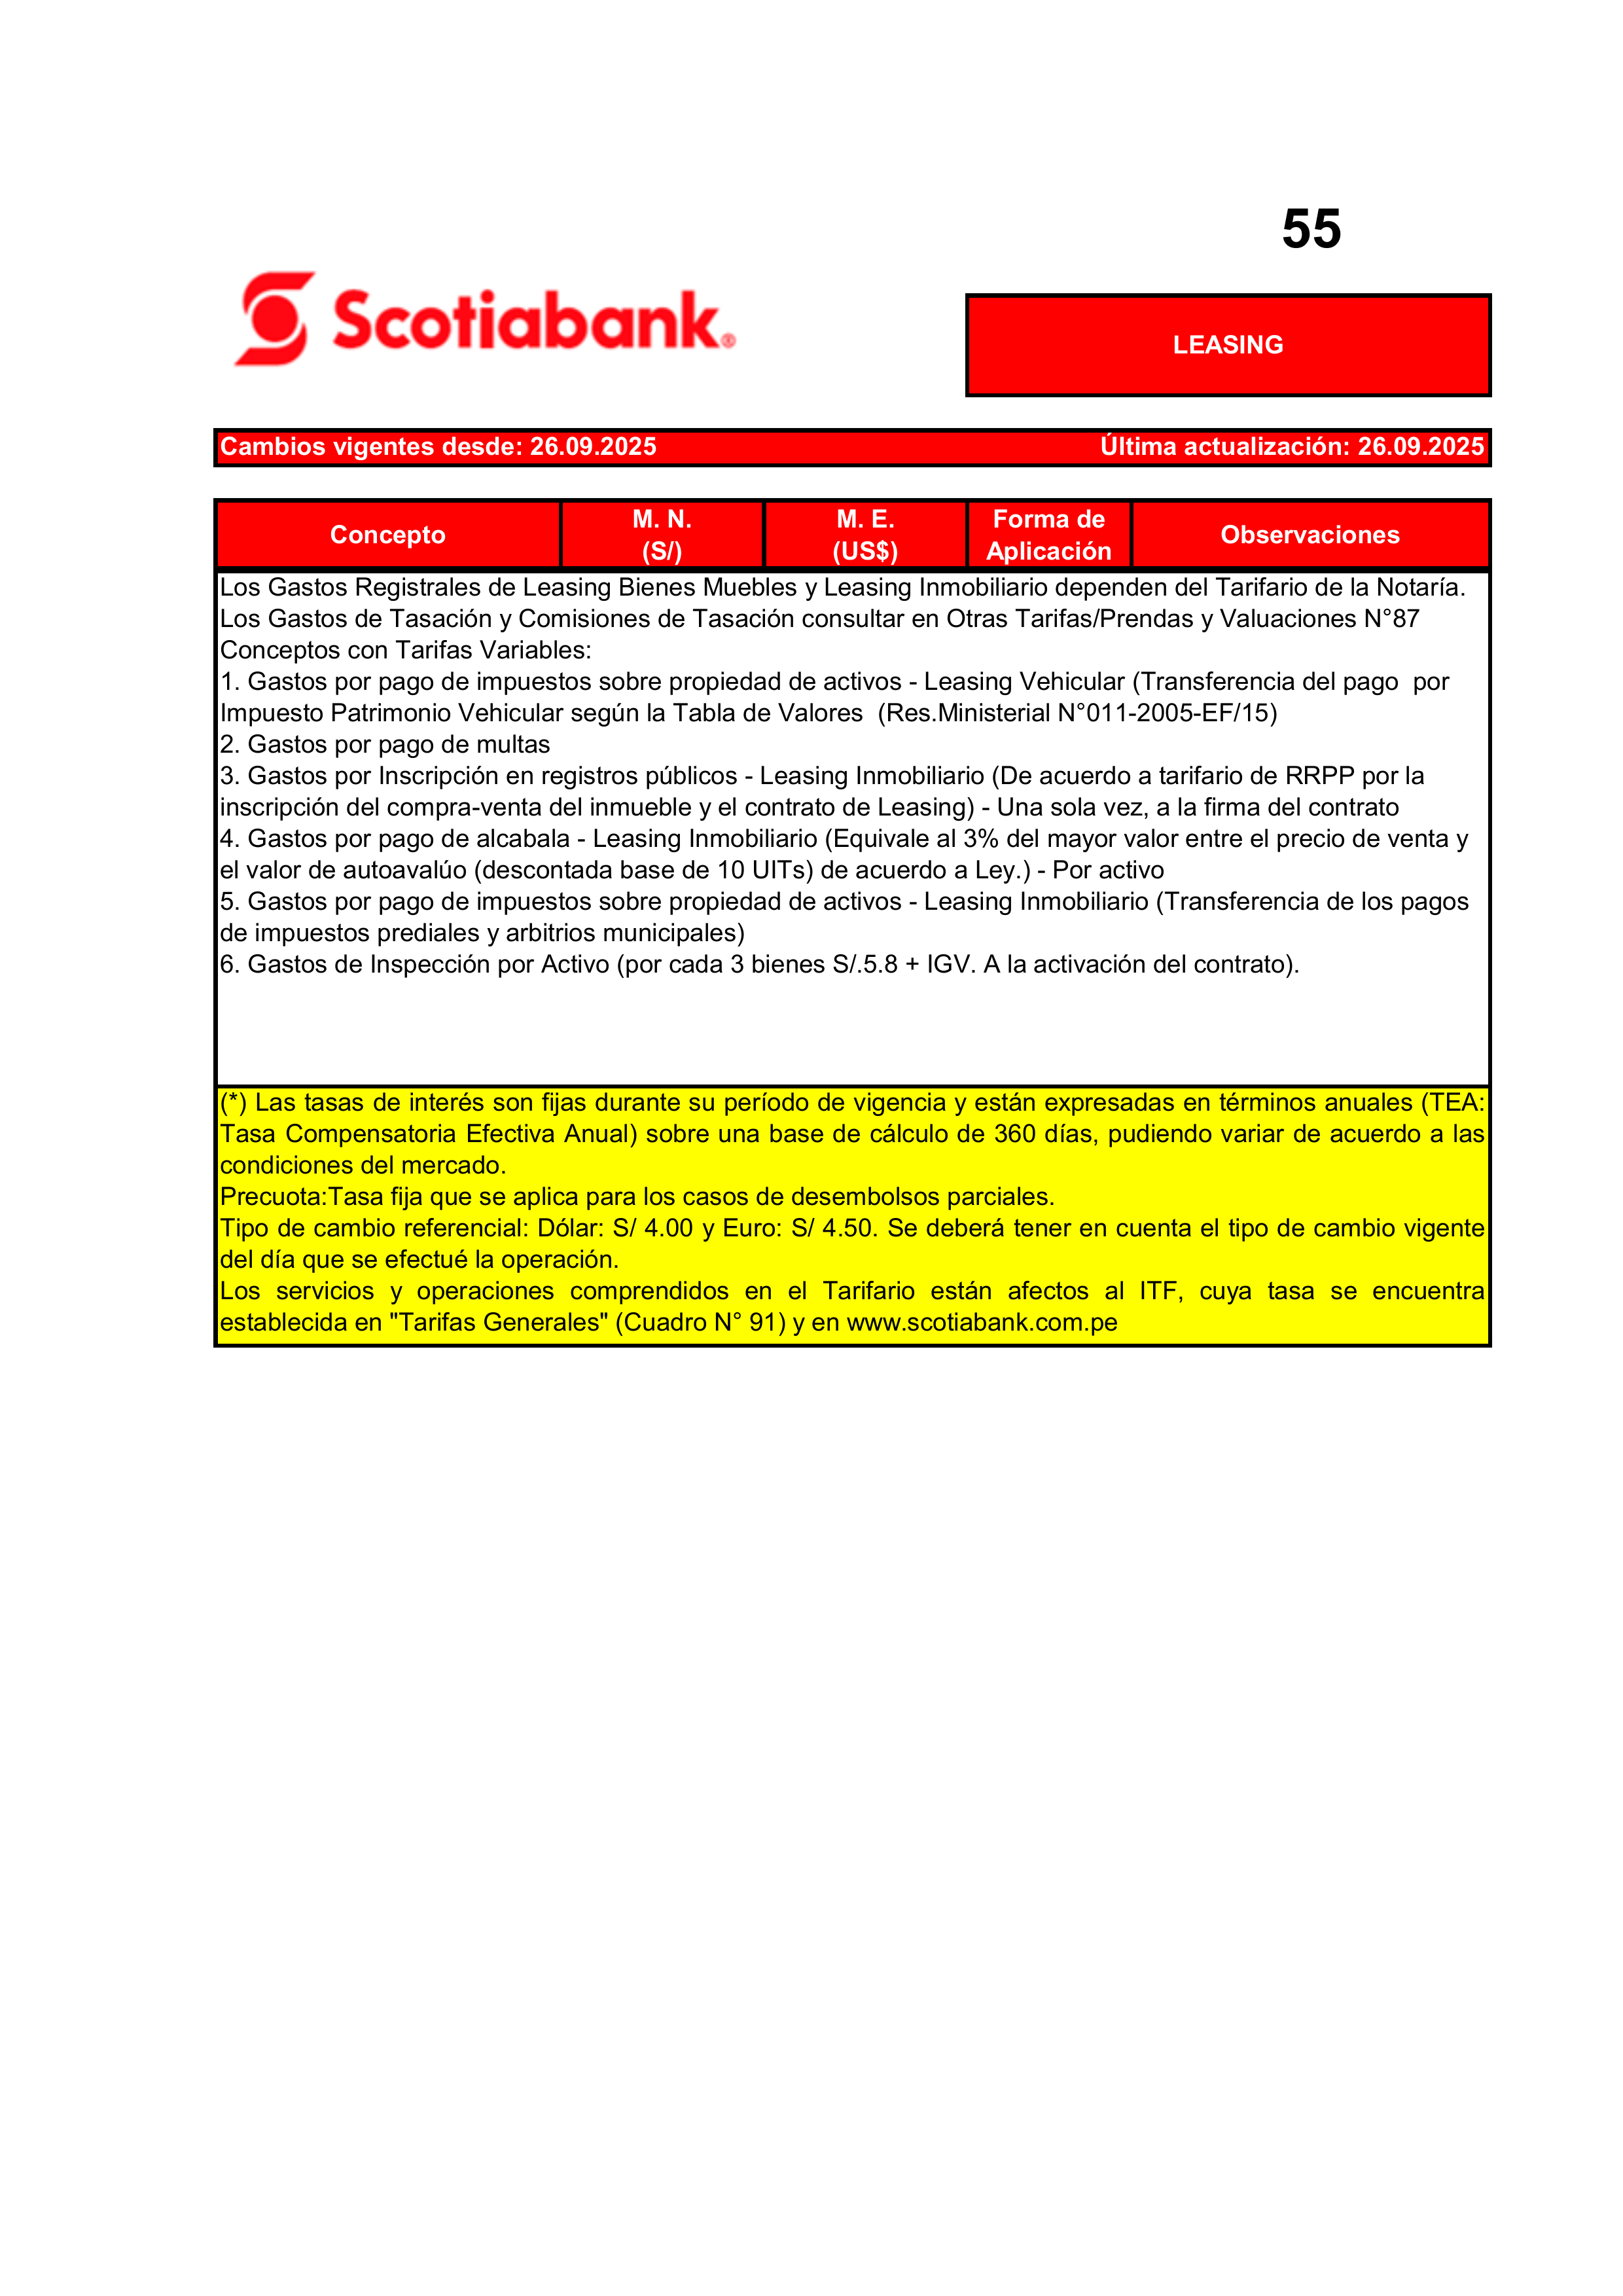 55
Scotiabank®
LEASING
Cambios vigentes desde: 26.09.2025 Última actualización: 26.09.2025
Concepto M. N. (S/) M. E. (US$) Forma de Aplicación Observaciones
Los Gastos Registrales de Leasing Bienes Muebles y Leasing Inmobiliario dependen del Tarifario de la Notaría.
Los Gastos de Tasación y Comisiones de Tasación consultar en Otras Tarifas/Prendas y Valuaciones N°87
Conceptos con Tarifas Variables:
1. Gastos por pago de impuestos sobre propiedad de activos - Leasing Vehicular (Transferencia del pago  por
Impuesto Patrimonio Vehicular según la Tabla de Valores  (Res.Ministerial N°011-2005-EF/15)
2. Gastos por pago de multas
3. Gastos por Inscripción en registros públicos - Leasing Inmobiliario (De acuerdo a tarifario de RRPP por la
inscripción del compra-venta del inmueble y el contrato de Leasing) - Una sola vez, a la firma del contrato
4. Gastos por pago de alcabala - Leasing Inmobiliario (Equivale al 3% del mayor valor entre el precio de venta y
el valor de autoavalúo (descontada base de 10 UITs) de acuerdo a Ley.) - Por activo
5. Gastos por pago de impuestos sobre propiedad de activos - Leasing Inmobiliario (Transferencia de los pagos
de impuestos prediales y arbitrios municipales)
6. Gastos de Inspección por Activo (por cada 3 bienes S/.5.8 + IGV. A la activación del contrato).
(*) Las tasas de interés son fijas durante su período de vigencia y están expresadas en términos anuales (TEA:
Tasa Compensatoria Efectiva Anual) sobre una base de cálculo de 360 días, pudiendo variar de acuerdo a las
condiciones del mercado.
Precuota:Tasa fija que se aplica para los casos de desembolsos parciales.
Tipo de cambio referencial: Dólar: S/ 4.00 y Euro: S/ 4.50. Se deberá tener en cuenta el tipo de cambio vigente
del día que se efectué la operación.
Los servicios y operaciones comprendidos en el Tarifario están afectos al ITF, cuya tasa se encuentra
establecida en "Tarifas Generales" (Cuadro N° 91) y en www.scotiabank.com.pe